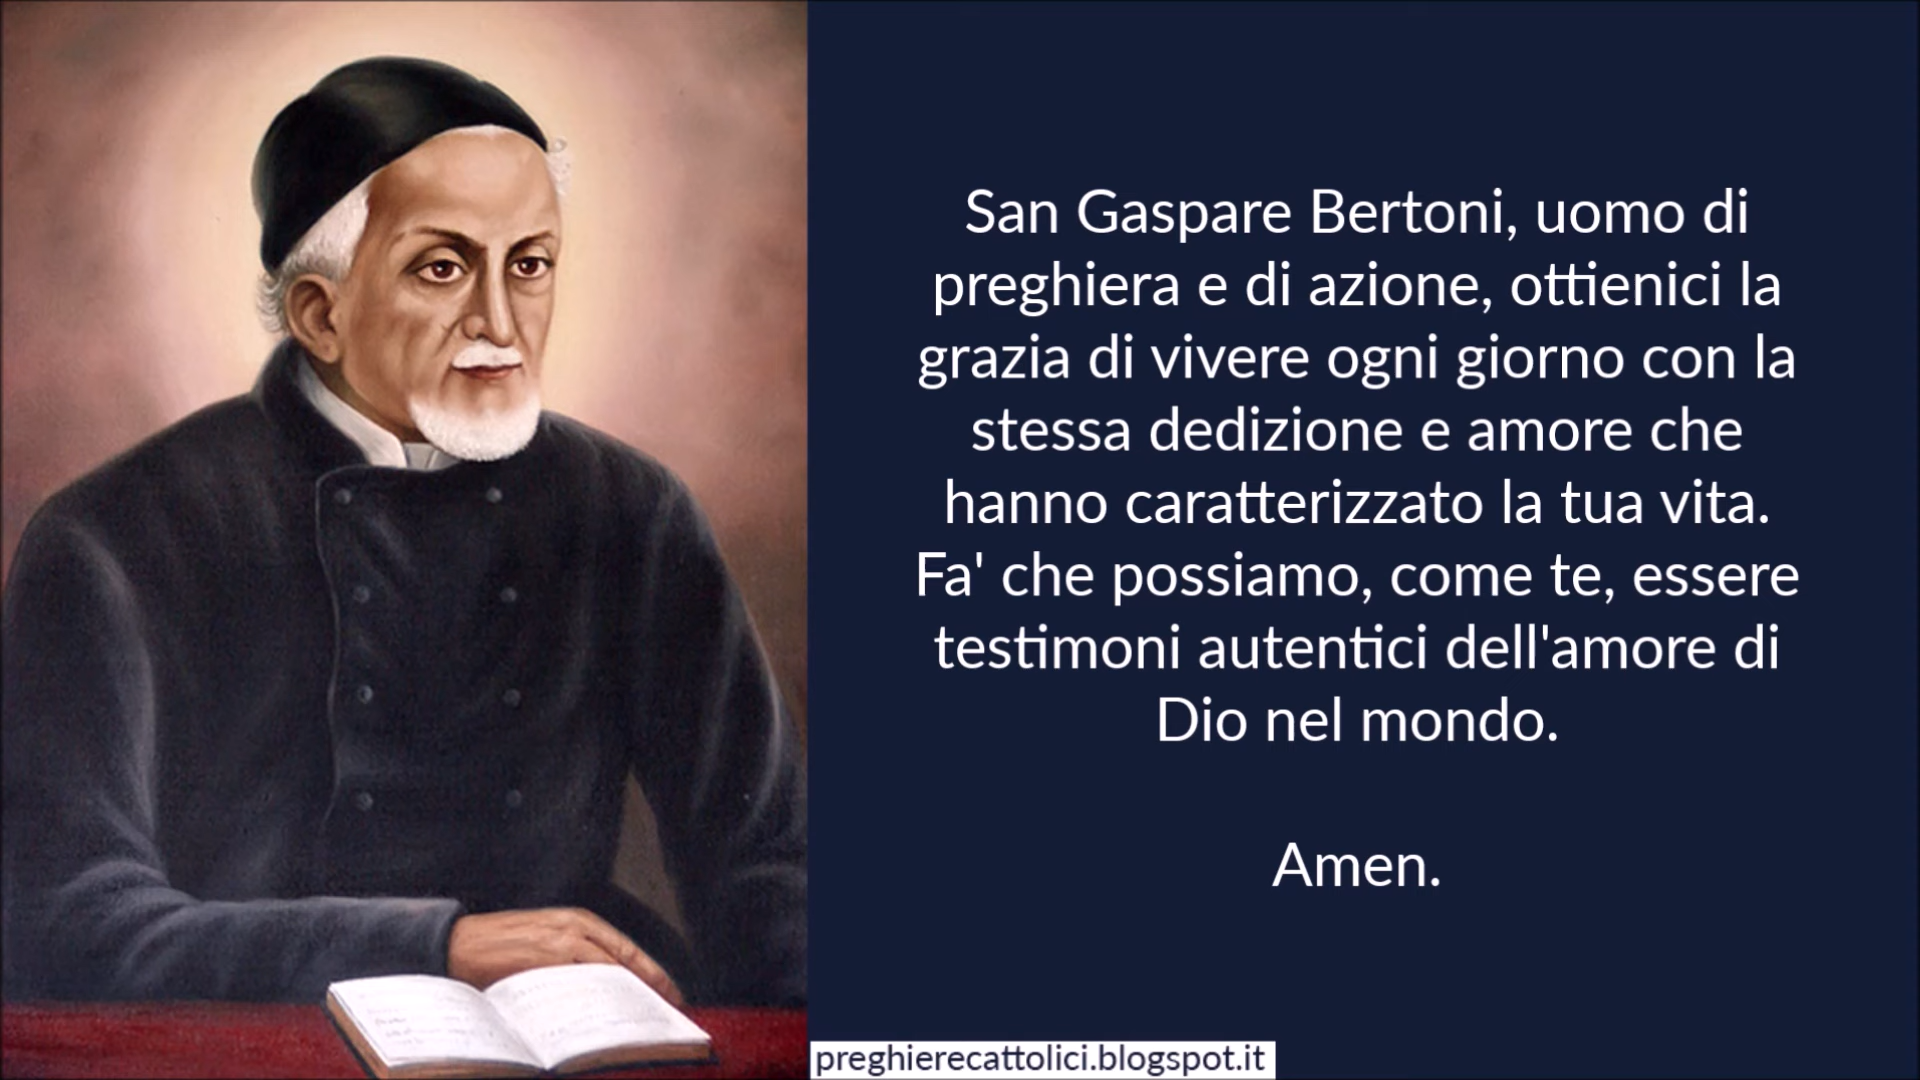 San Gaspare Bertoni, uomo di
preghiera e di azione, ottienici la
grazia di vivere ogni giorno con la
stessa dedizione e amore che
hanno caratterizzato la tua vita.
Fa' che possiamo, come te, essere
testimoni autentici dell'amore di
Dio nel mondo.
Amen.
preghierecattolici.blogspot.it